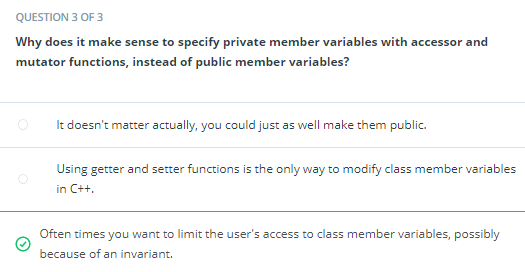 QUESTION 3 OF 3
Why does it make sense to specify private member variables with accessor and
mutator functions, instead of public member variables?
It doesn't matter actually, you could just as well make them public.
Using getter and setter functions is the only way to modify class member variables
in C++.
Often times you want to limit the user's access to class member variables, possibly
because of an invariant.